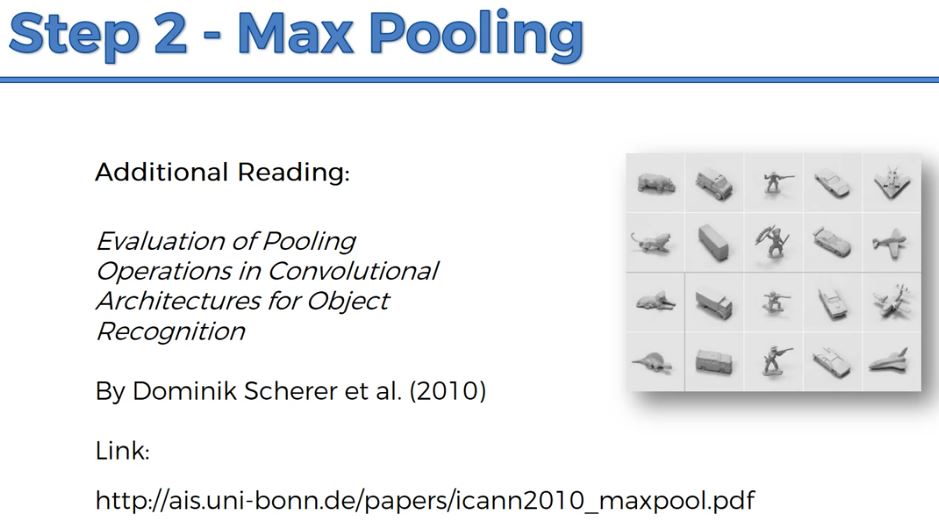 Step 2 - Max Pooling
Additional Reading:
Evaluation of Pooling
Operations in Convolutional
Architectures for Object
Recognition
By Dominik Scherer et al. (2010)
Link:
http://ais.uni-bonn.de/papers/icann2010_maxpool.pdf